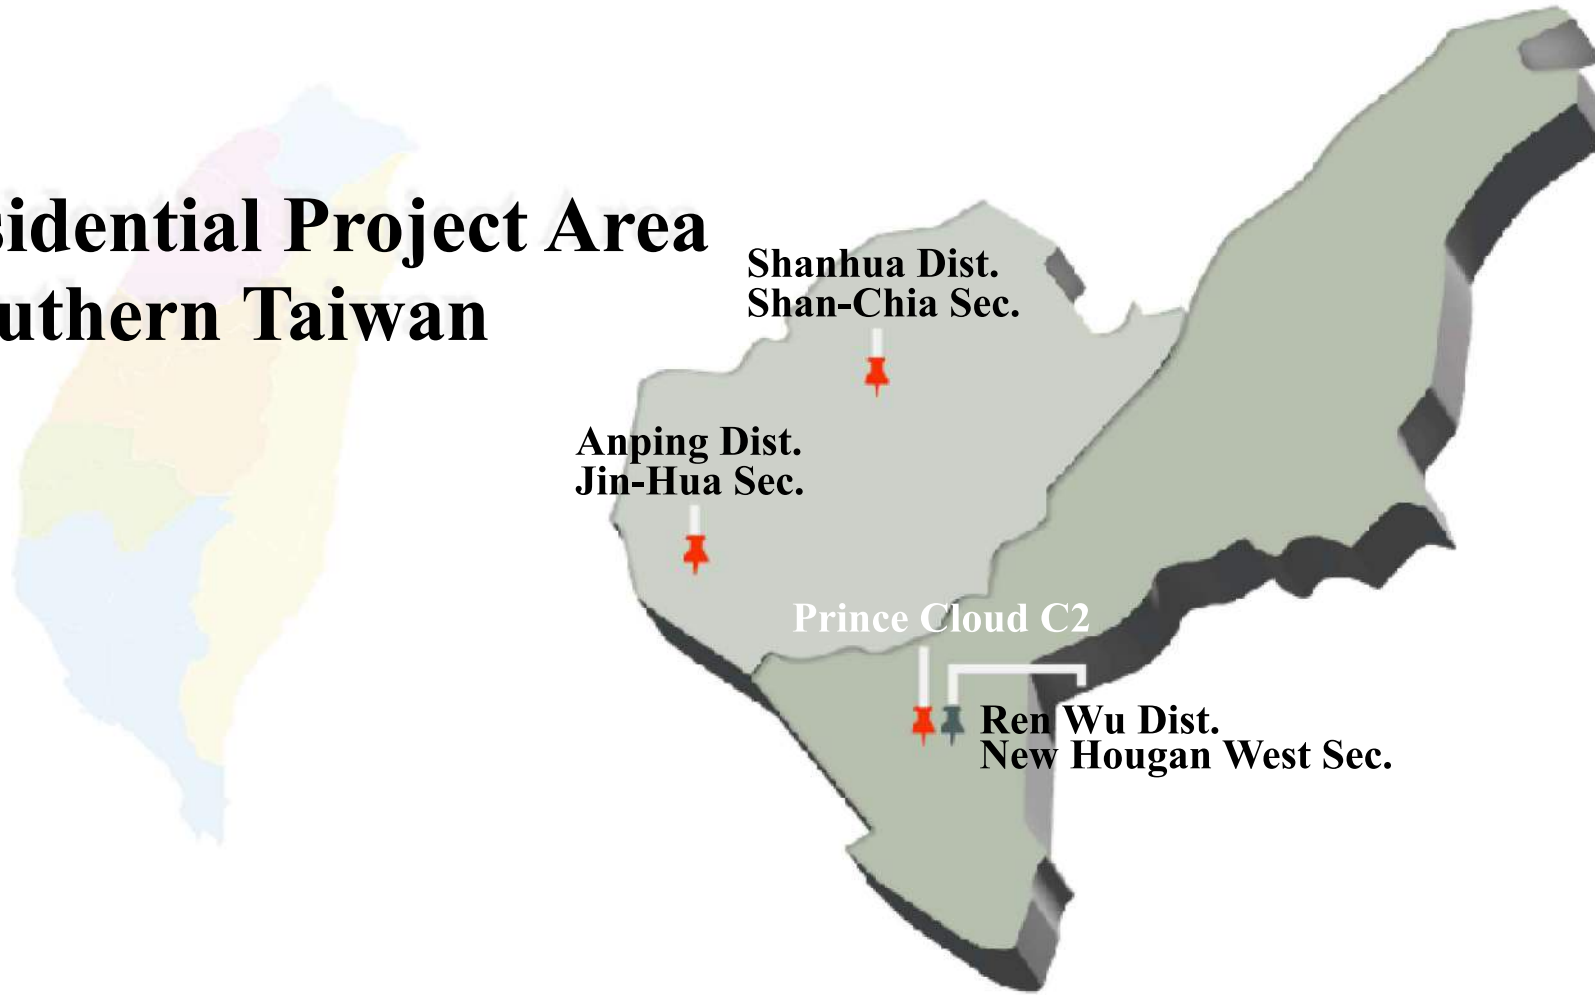 sidential Project Area
uthern Taiwan
Shanhua Dist.
Shan-Chia Sec.
Anping Dist.
Jin-Hua Sec.
Prince Cloud C2
Ren Wu Dist.
New Hougan West Sec.